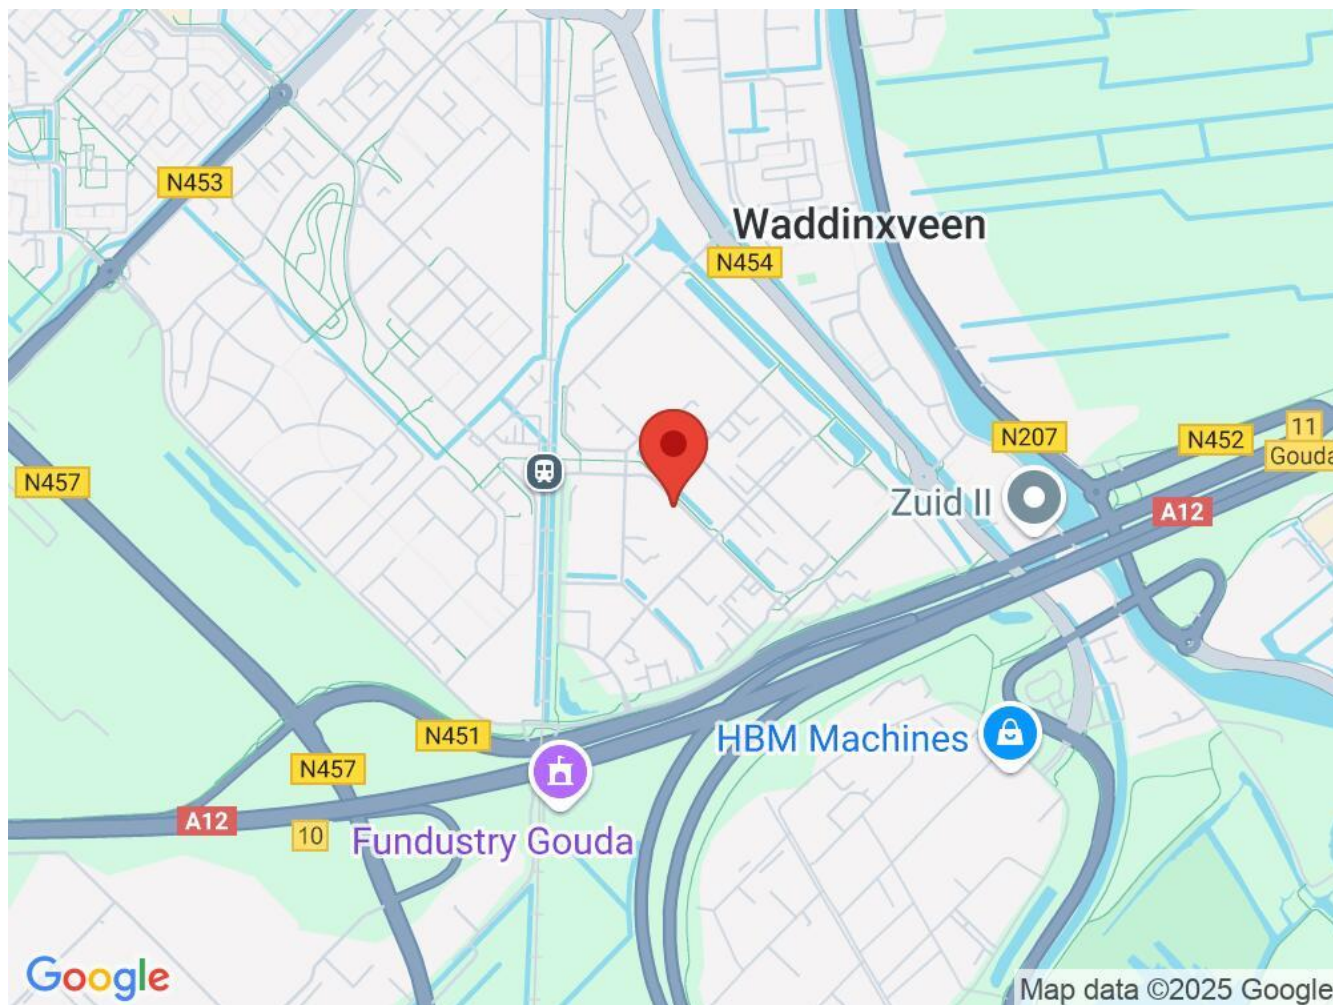 N453
Waddinxveen
N454
11
Gouda
N452
N207
N457
Zuid II
A12
N451
HBM Machines
N457
A12
10
Fundustry Gouda
Google
Map data ©2025 Google